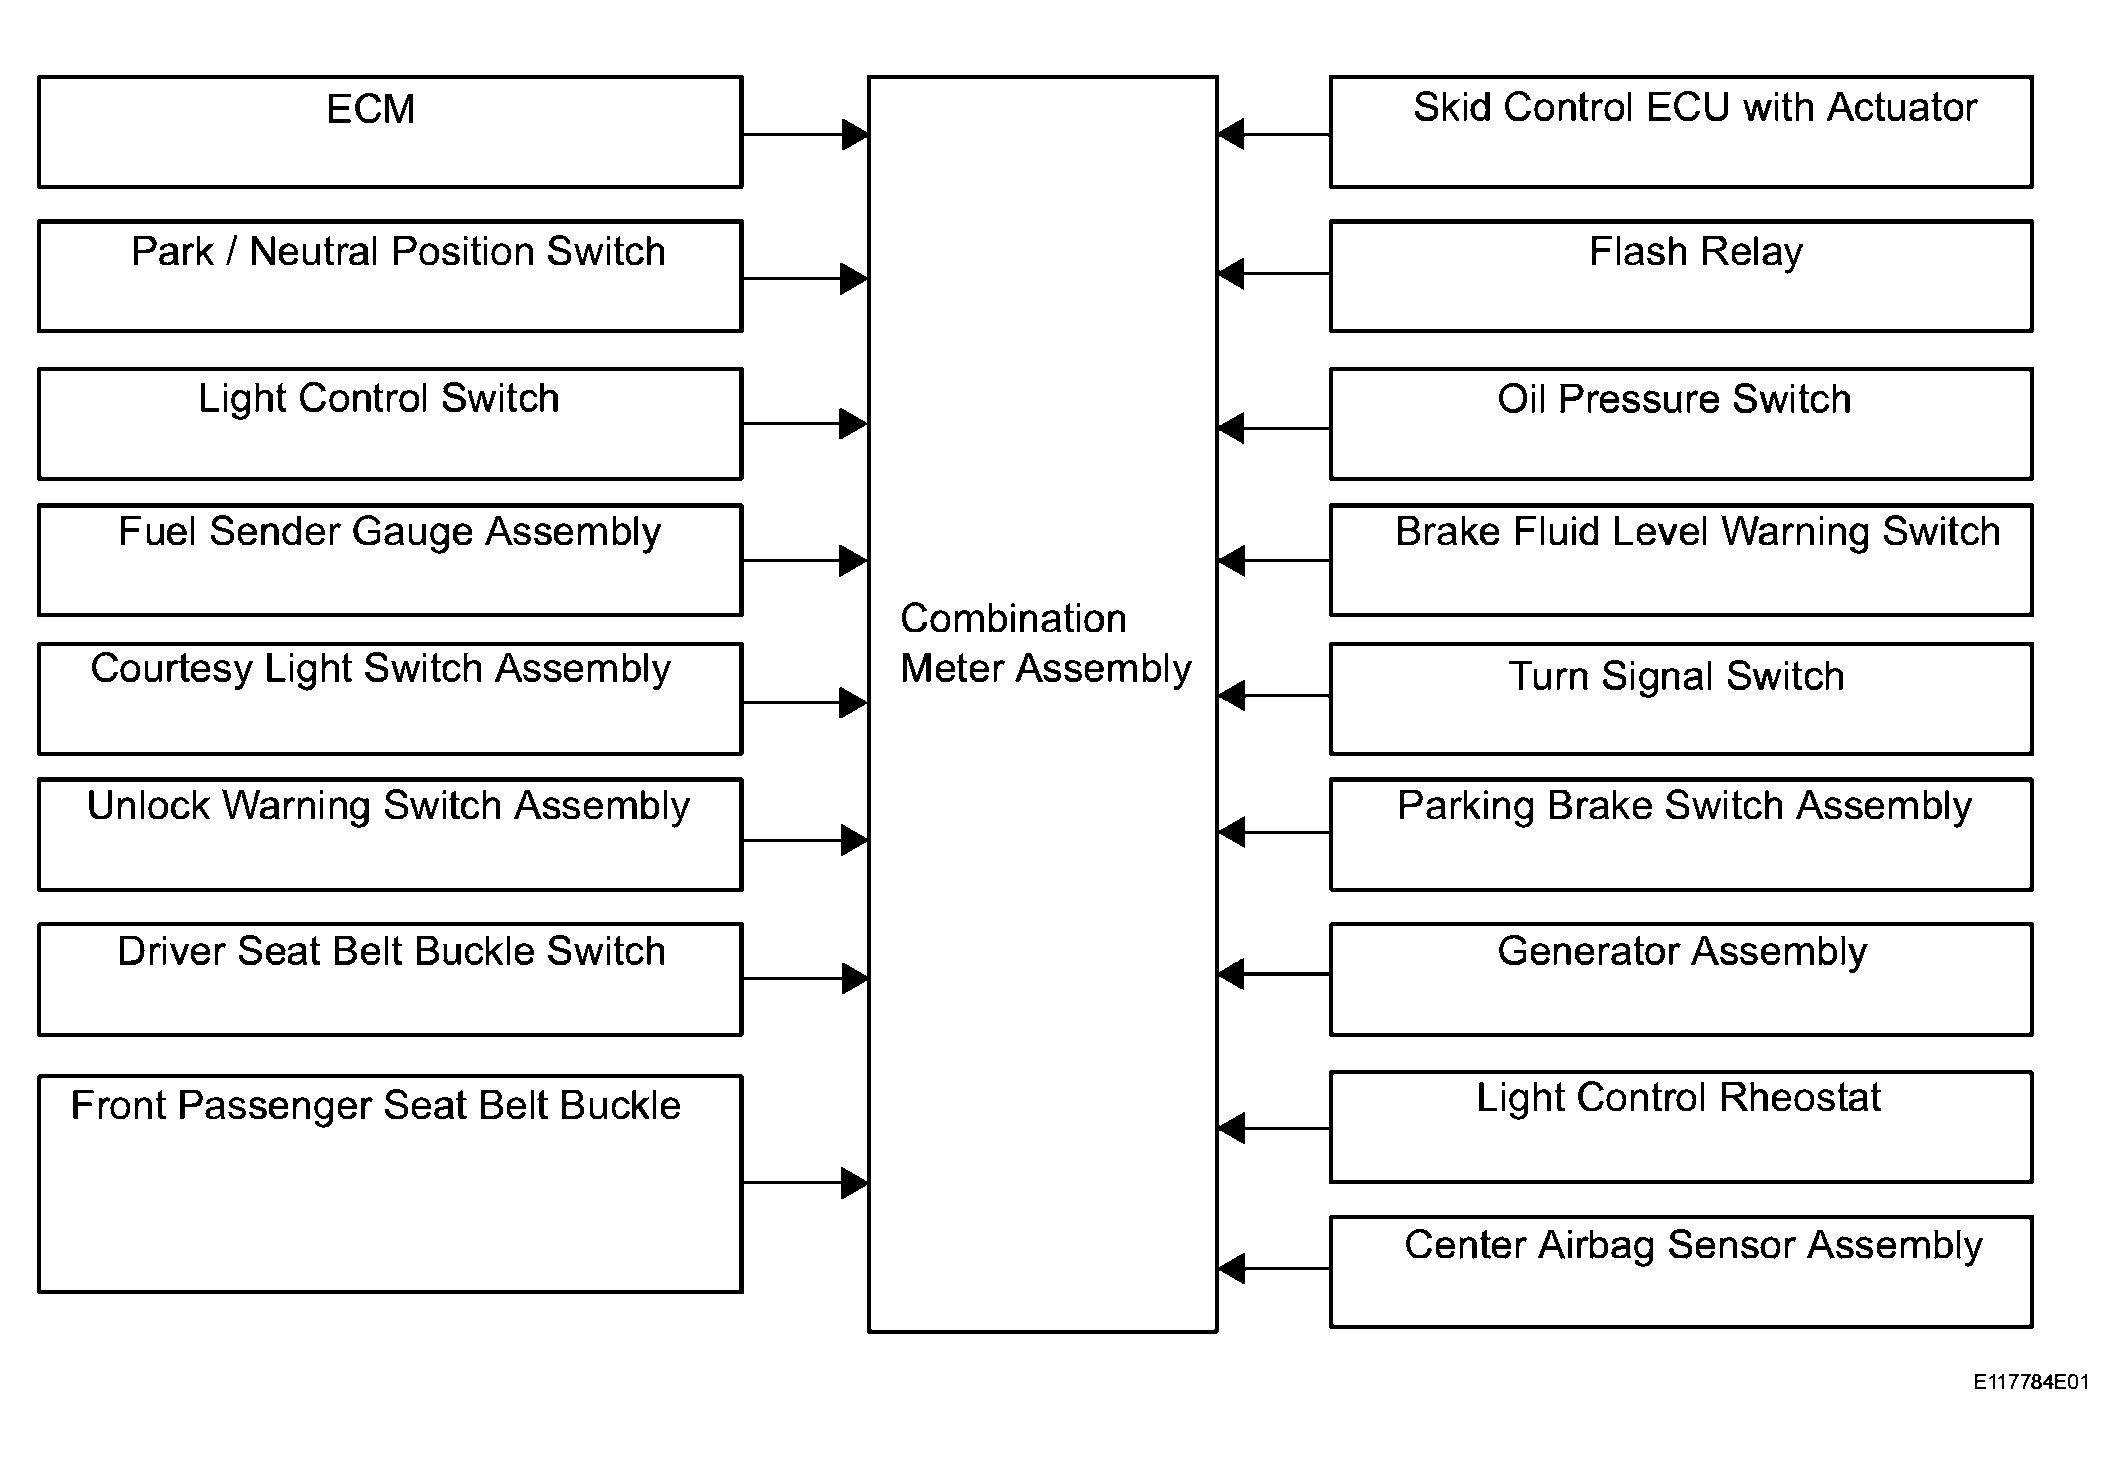 ECM
Park / Neutral Position Switch
Light Control Switch
Fuel Sender Gauge Assembly
Courtesy Light Switch Assembly
Unlock Warning Switch Assembly
Driver Seat Belt Buckle Switch
Front Passenger Seat Belt Buckle
Combination
Meter Assembly
Skid Control ECU with Actuator
Flash Relay
Oil Pressure Switch
Brake Fluid Level Warning Switch
Turn Signal Switch
Parking Brake Switch Assembly
Generator Assembly
Light Control Rheostat
Center Airbag Sensor Assembly
E117784E01